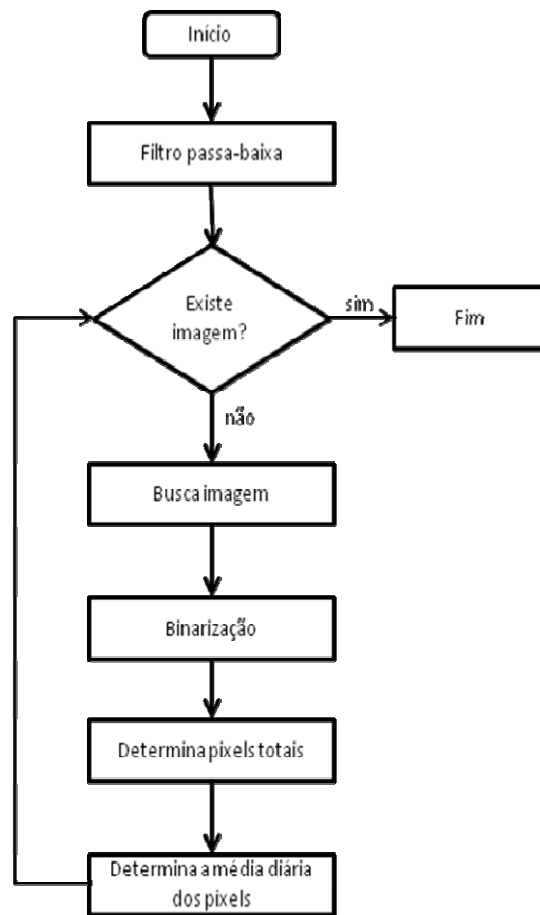 Início
Filtro passa-baixa
Existe
imagem?
sim
Fim
não
Busca imagem
Binarização
Determina pixels totais
Determina a média diária
dos pixels